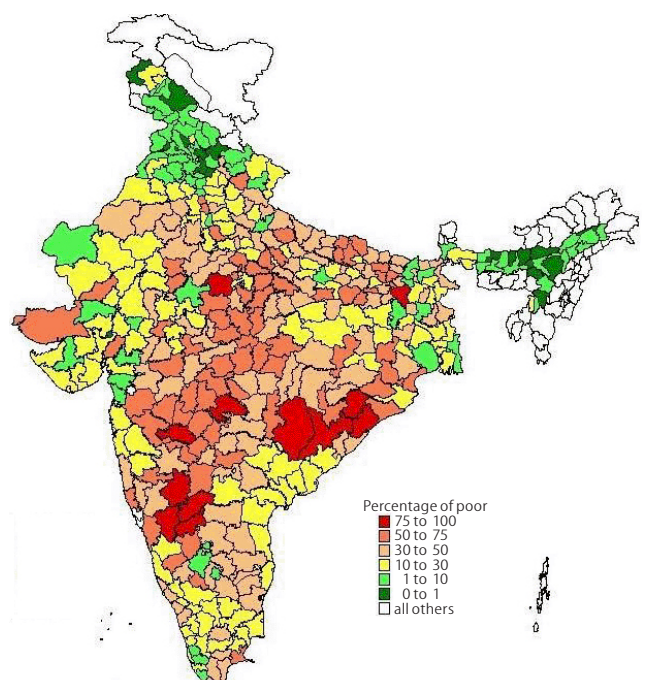 Percentage of poor
75 to 100
50 to 75
30 to 50
10 to 30
1 to 10
0 to 1
all others